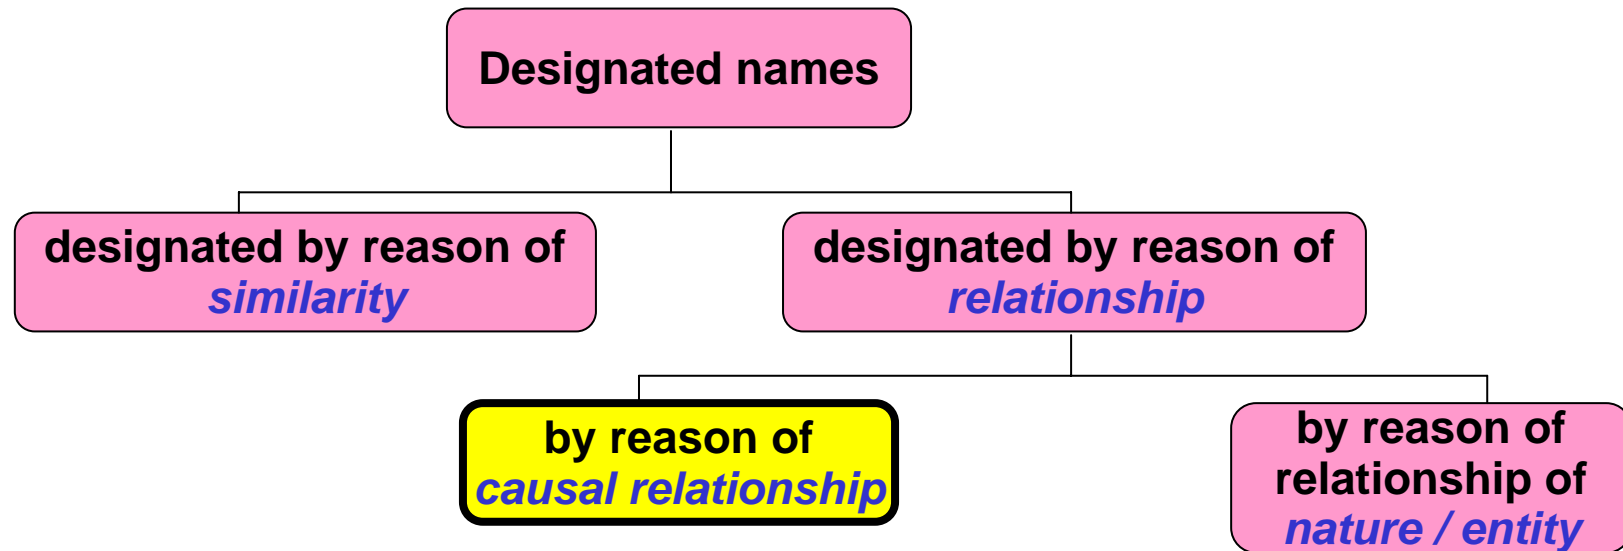 Designated names
designated by reason of
similarity
designated by reason of
relationship
by reason of
causal relationship
by reason of
relationship of
nature / entity